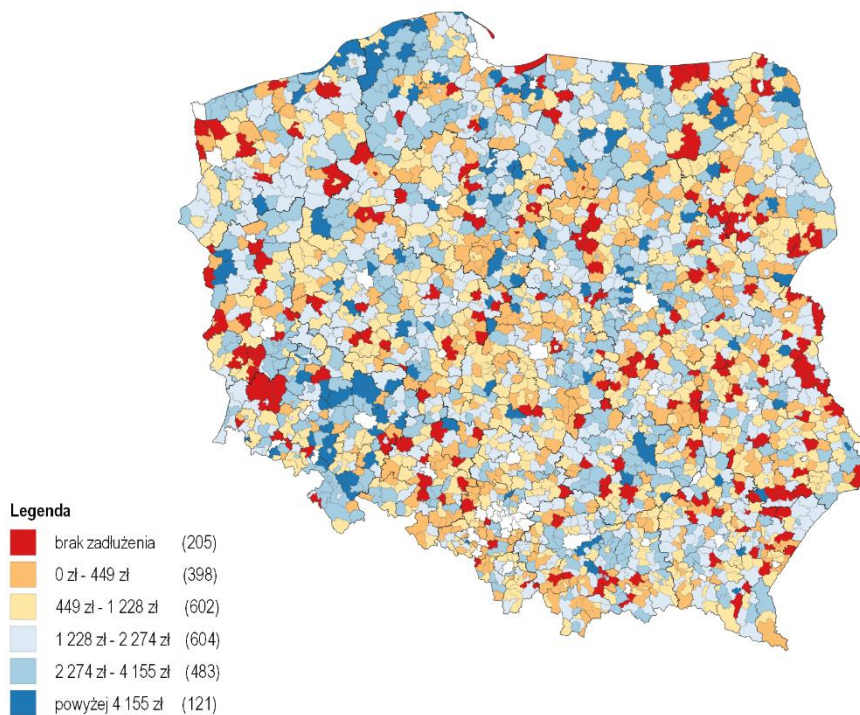 Legenda
brak zadłużenia (205)
0 zł - 449 zł (398)
449 zł - 1 228 zł (602)
1 228 zł - 2 274 zł (604)
2 274 zł - 4 155 zł (483)
powyżej 4 155 zł (121)